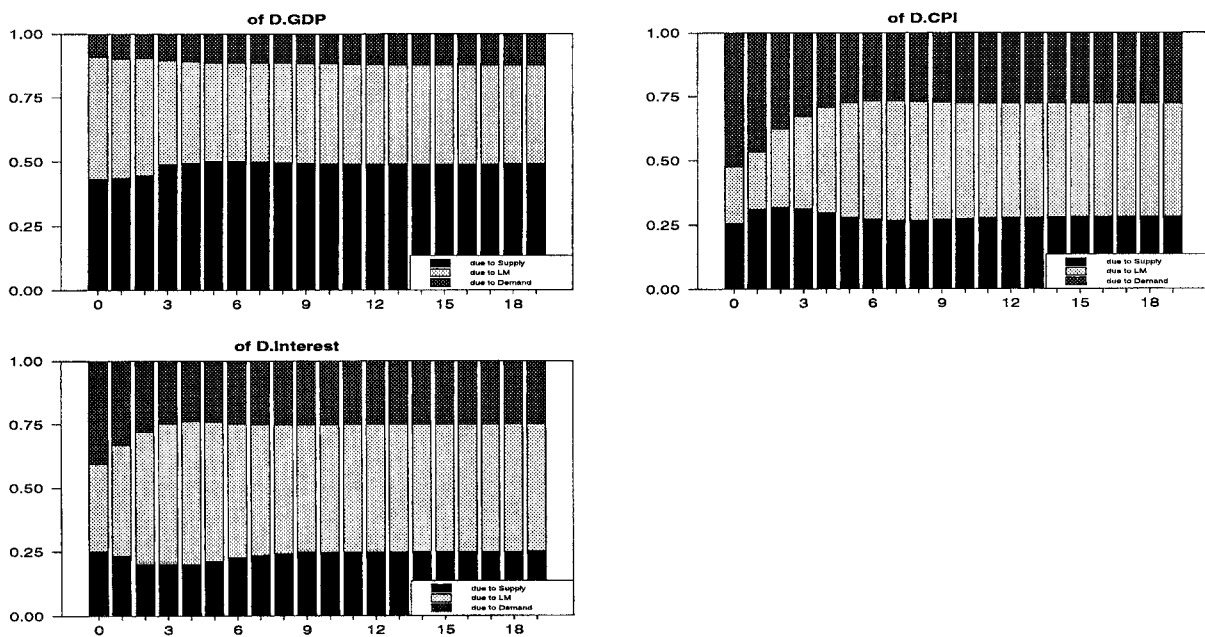 of D.GDP
1.00
0.75
0.50
0.25
0.00
due to Supply
due to LM
due to Demand
0 3 6 9 12 15 18
of D.CPI
1.00
0.75
0.50
0.25
0.00
due to Supply
due to LM
due to Demand
0 3 6 9 12 15 18
of D.Interest
1.00
0.75
0.50
0.25
0.00
due to Supply
due to LM
due to Demand
0 3 6 9 12 15 18